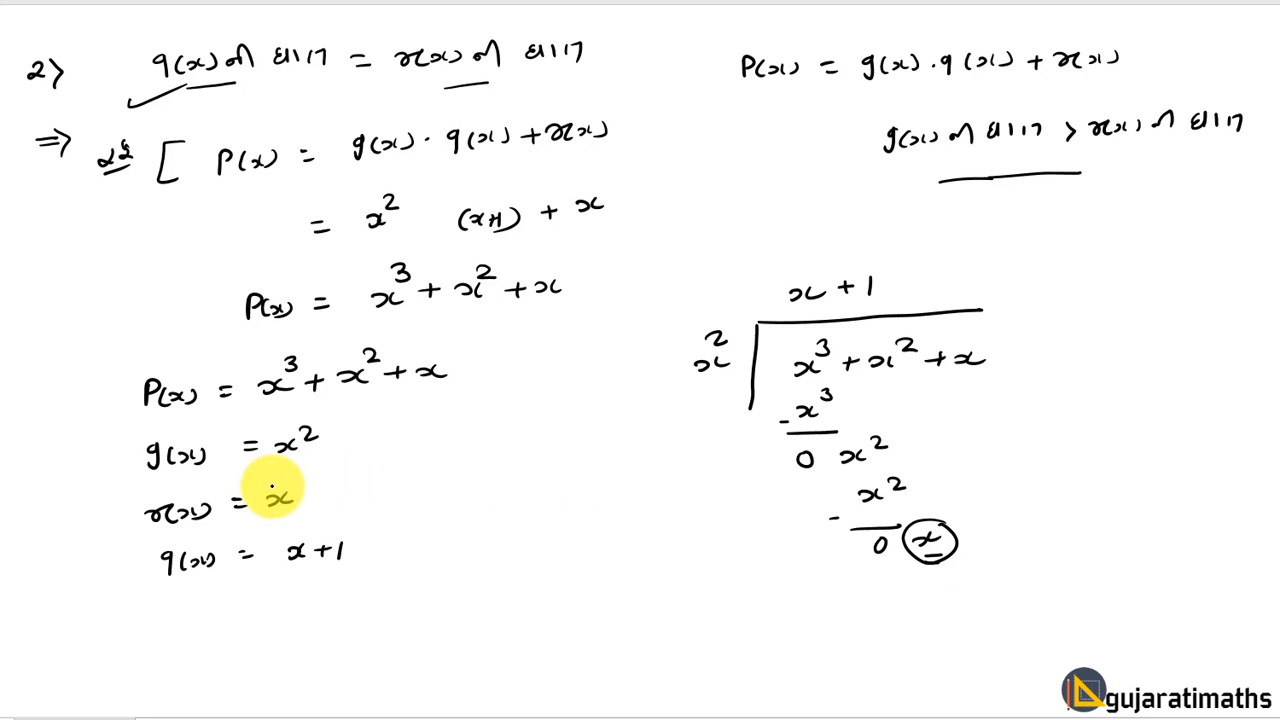 2) q(x) ની ઘાત = r(x) ની ઘાત
⇒ P(x) = g(x) · q(x) + r(x)
= x² (x+1) + x
P(x) = x³ + x² + x
P(x) = x³ + x² + x
g(x) = x²
r(x) = x
q(x) = x+1
P(x) = g(x) · q(x) + r(x)
g(x) ની ઘાત > r(x) ની ઘાત
x + 1
x² x³ + x² + x
- x³
0 x²
- x²
0 x
gujaratimaths